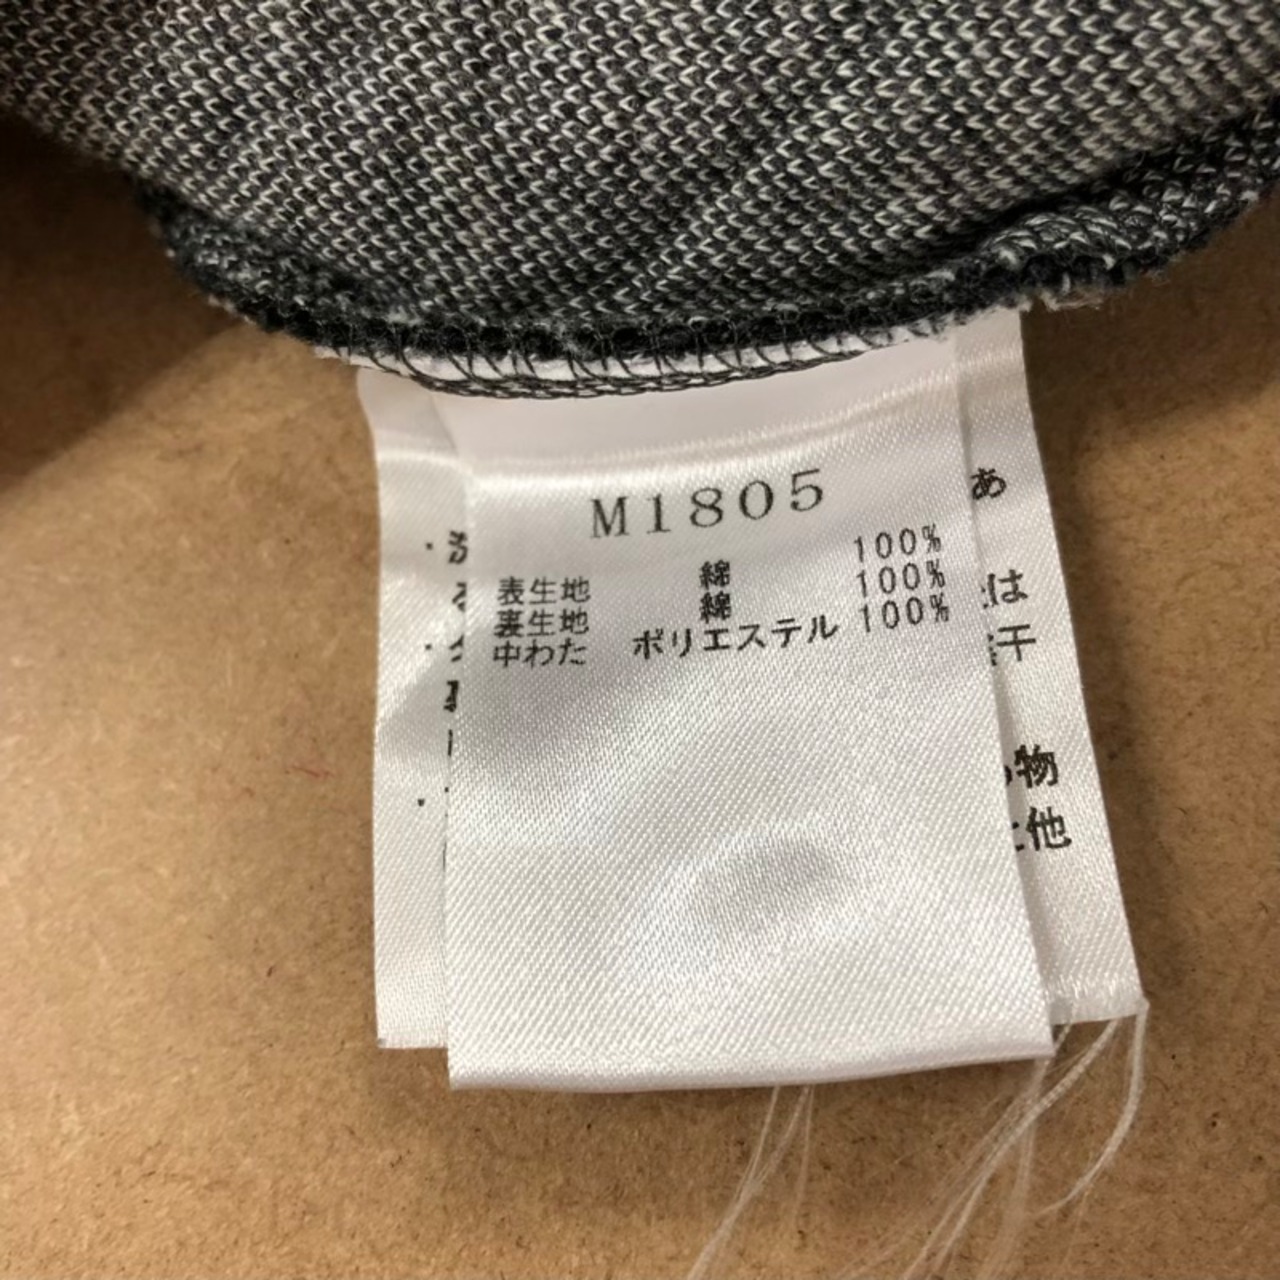 M1805
表生地 綿 100%
裏生地 綿 100%
中わた ポリエステル 100%
あ
は
干
物
他